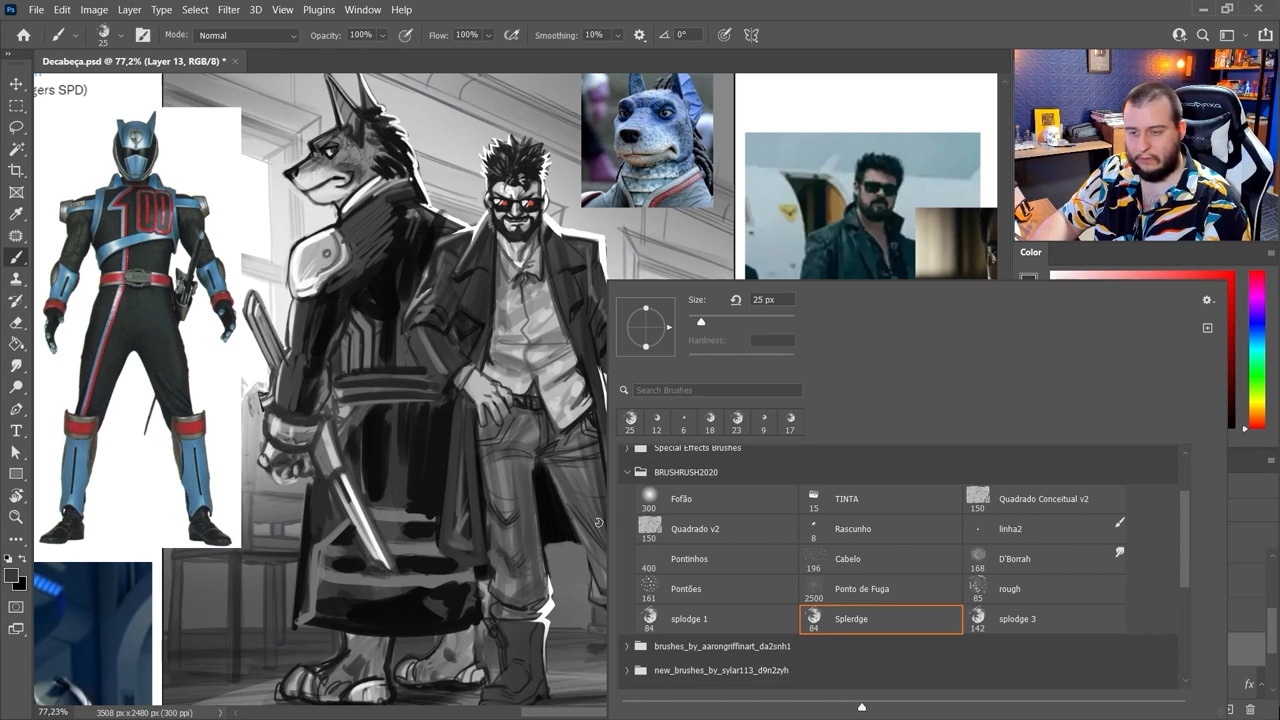 File Edit Image Layer Type Select Filter 3D View Plugins Window Help
25 Mode: Normal Opacity: 100% Flow: 100% Smoothing: 10% 0°
Decabeça.psd @ 77,2% (Layer 13, RGB/8) *
gers SPD)
100
Color
Size: 25 px
Hardness:
Search Brushes
25 12 6 18 23 9 17
Special Effects Brushes
BRUSHRUSH2020
Fofão TINTA Quadrado Conceitual v2
300 15 150
Quadrado v2 Rascunho linha2
150 8
Pontinhos Cabelo D'Borrah
400 196 168
Pontões Ponto de Fuga rough
161 2500 85
splodge 1 Splerdge splodge 3
84 84 142
brushes_by_aarongriffinart_da2snh1
new_brushes_by_sylar113_d9n2zyh
fx
77,23% 3508 px x 2480 px (300 ppi)